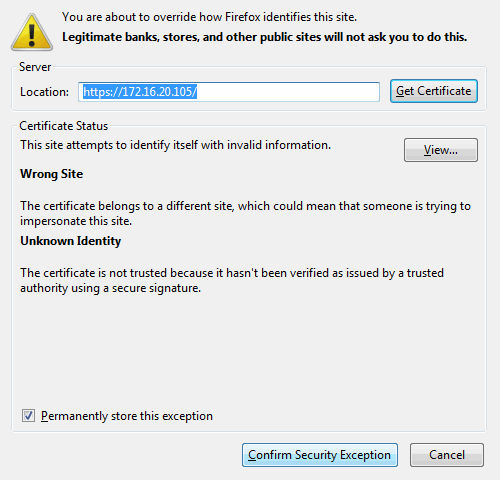 You are about to override how Firefox identifies this site.
Legitimate banks, stores, and other public sites will not ask you to do this.
Server
Location: https://172.16.20.105/ Get Certificate
Certificate Status
This site attempts to identify itself with invalid information. View...
Wrong Site
The certificate belongs to a different site, which could mean that someone is trying to
impersonate this site.
Unknown Identity
The certificate is not trusted because it hasn't been verified as issued by a trusted
authority using a secure signature.
Permanently store this exception
Confirm Security Exception Cancel